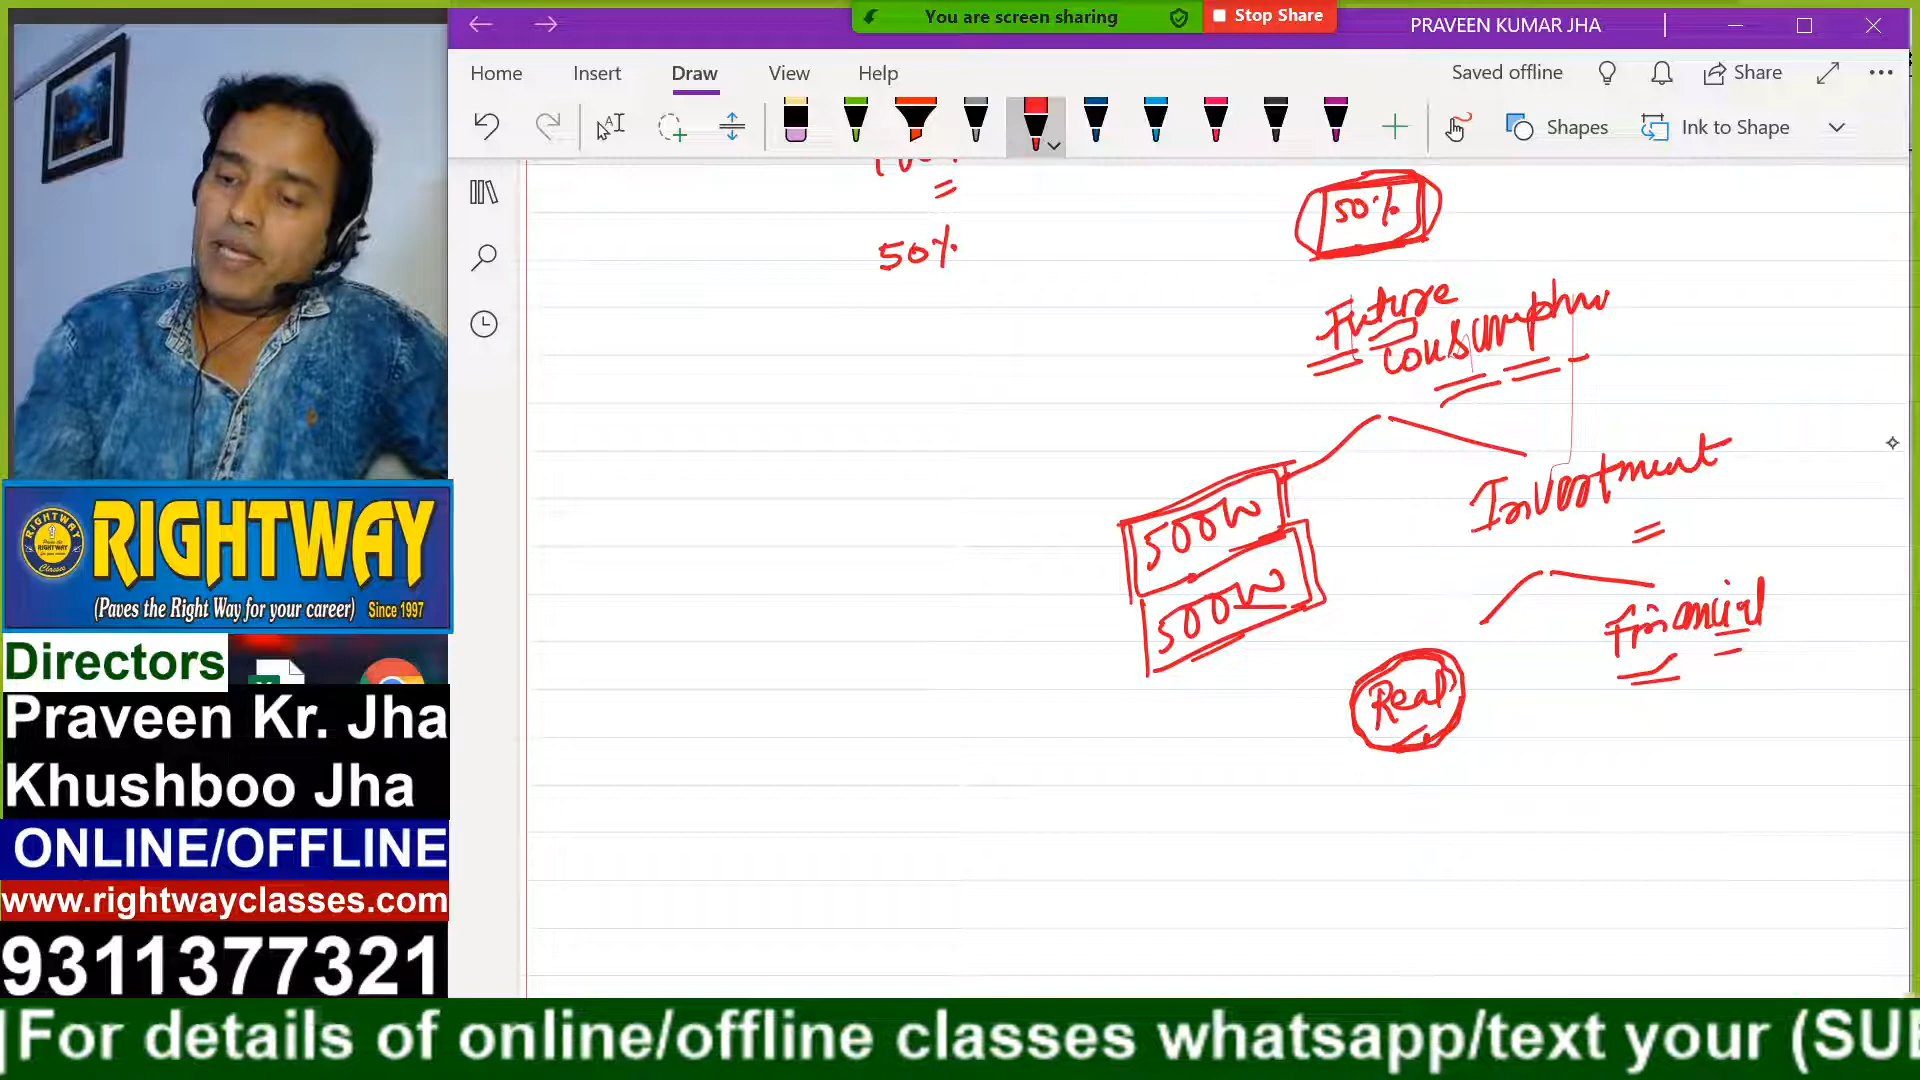 You are screen sharing
Stop Share
PRAVEEN KUMAR JHA
Home Insert Draw View Help
Saved offline
Share
Shapes
Ink to Shape
50%
50%
Future
Consumption
500W
500W
Investment
Financial
Real
RIGHTWAY
(Paves the Right Way for your career) Since 1997
Directors
Praveen Kr. Jha
Khushboo Jha
ONLINE/OFFLINE
www.rightwayclasses.com
9311377321
|For details of online/offline classes whatsapp/text your (SUB